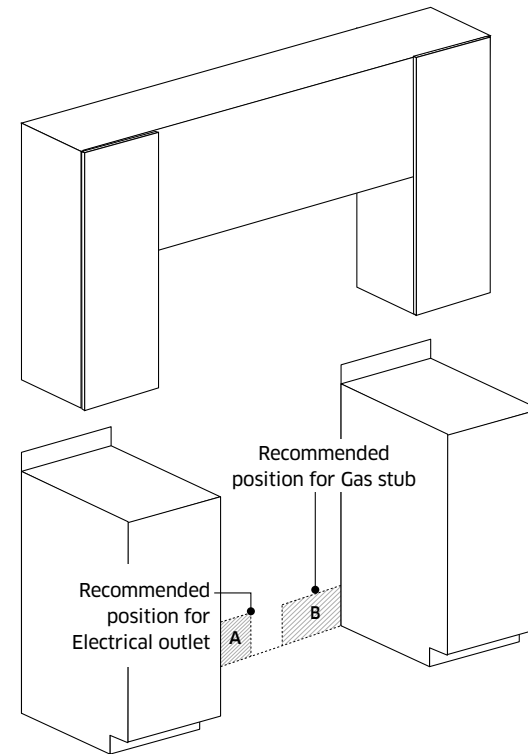 Recommended
position for Gas stub
Recommended
position for
Electrical outlet
A
B